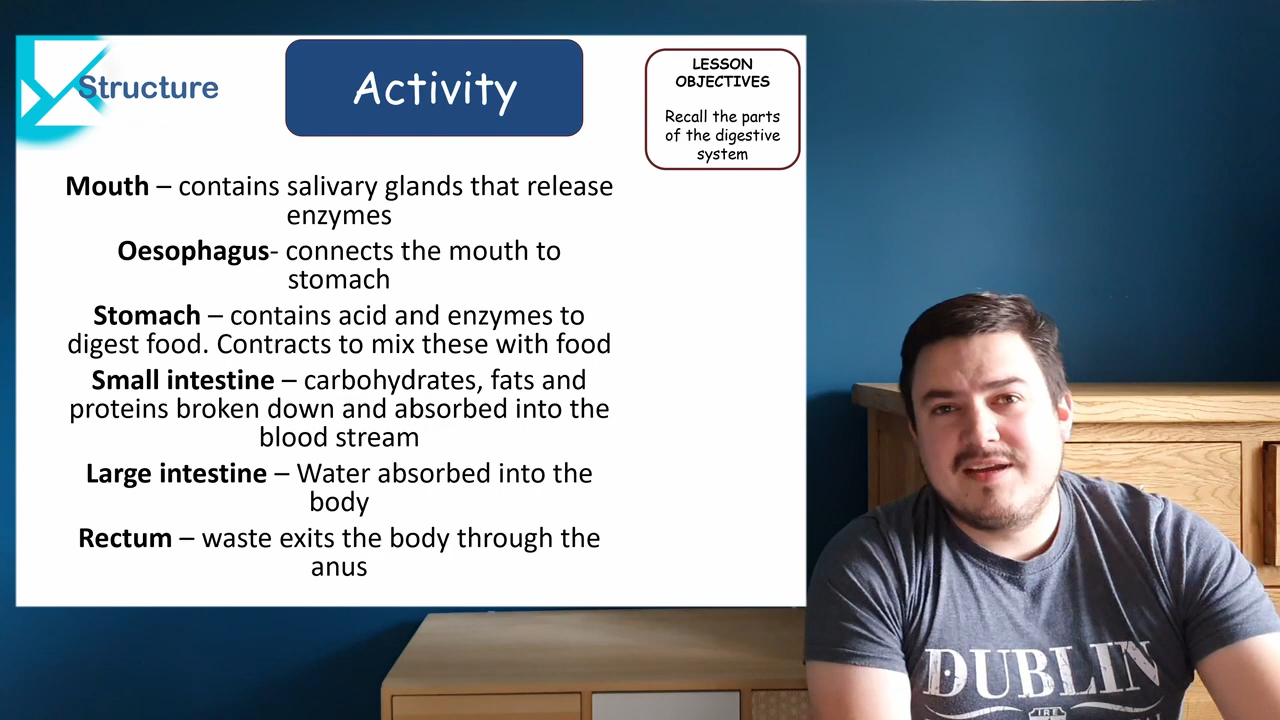 Structure
Activity
LESSON
OBJECTIVES
Recall the parts
of the digestive
system
Mouth – contains salivary glands that release
enzymes
Oesophagus- connects the mouth to
stomach
Stomach – contains acid and enzymes to
digest food. Contracts to mix these with food
Small intestine – carbohydrates, fats and
proteins broken down and absorbed into the
blood stream
Large intestine – Water absorbed into the
body
Rectum – waste exits the body through the
anus
DUBLIN
IRE